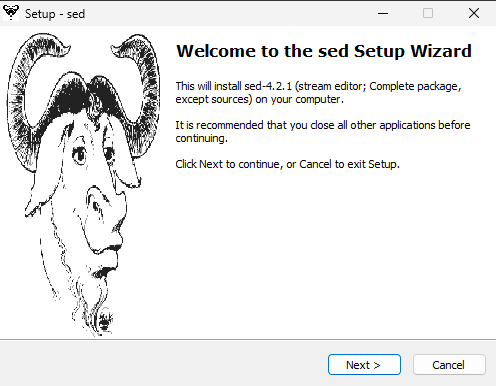 Setup - sed
Welcome to the sed Setup Wizard
This will install sed-4.2.1 (stream editor; Complete package,
except sources) on your computer.
It is recommended that you close all other applications before
continuing.
Click Next to continue, or Cancel to exit Setup.
Next >
Cancel